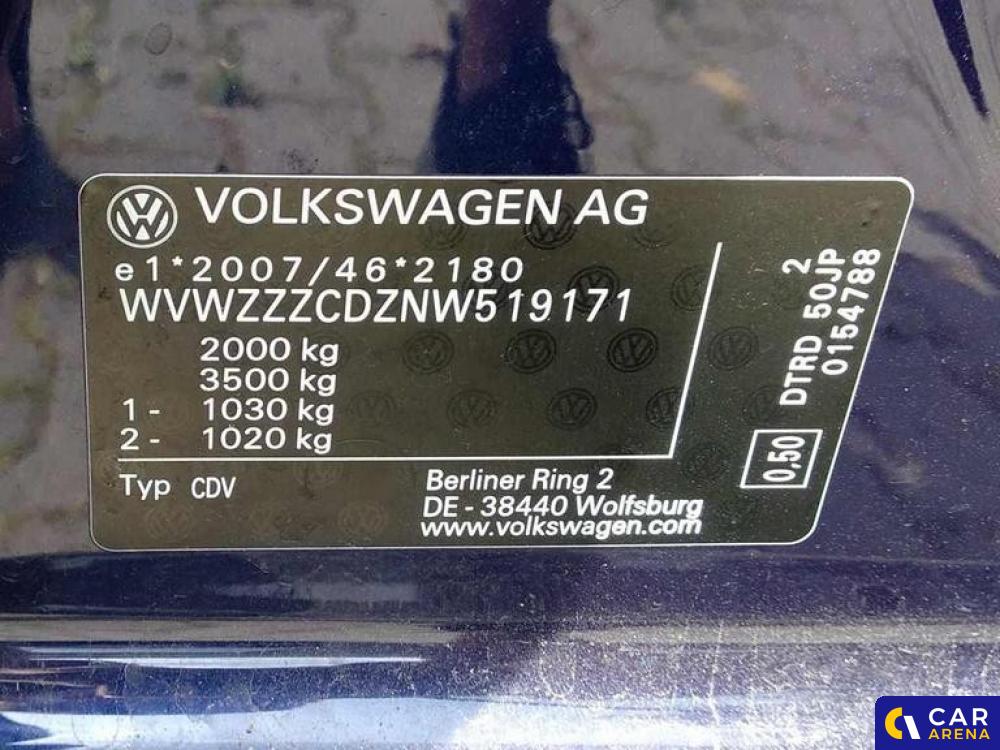 VOLKSWAGEN AG
e1*2007/46*2180
WVWZZZCDZNW519171
2000 kg
3500 kg
1 - 1030 kg
2 - 1020 kg
Typ CDV
Berliner Ring 2
DE - 38440 Wolfsburg
www.volkswagen.com
2
DTRD 50JP
0154788
0,50
CAR
ARENA